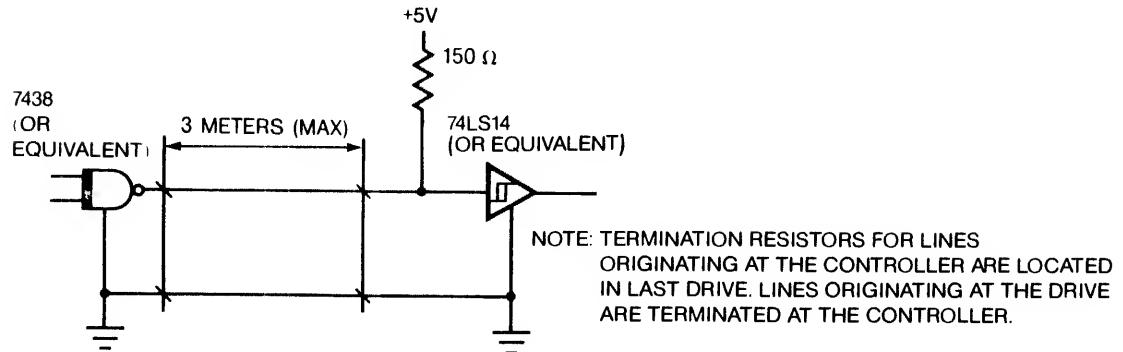 +5V
150 Ω
7438
(OR
EQUIVALENT)
3 METERS (MAX)
74LS14
(OR EQUIVALENT)
NOTE: TERMINATION RESISTORS FOR LINES
ORIGINATING AT THE CONTROLLER ARE LOCATED
IN LAST DRIVE. LINES ORIGINATING AT THE DRIVE
ARE TERMINATED AT THE CONTROLLER.